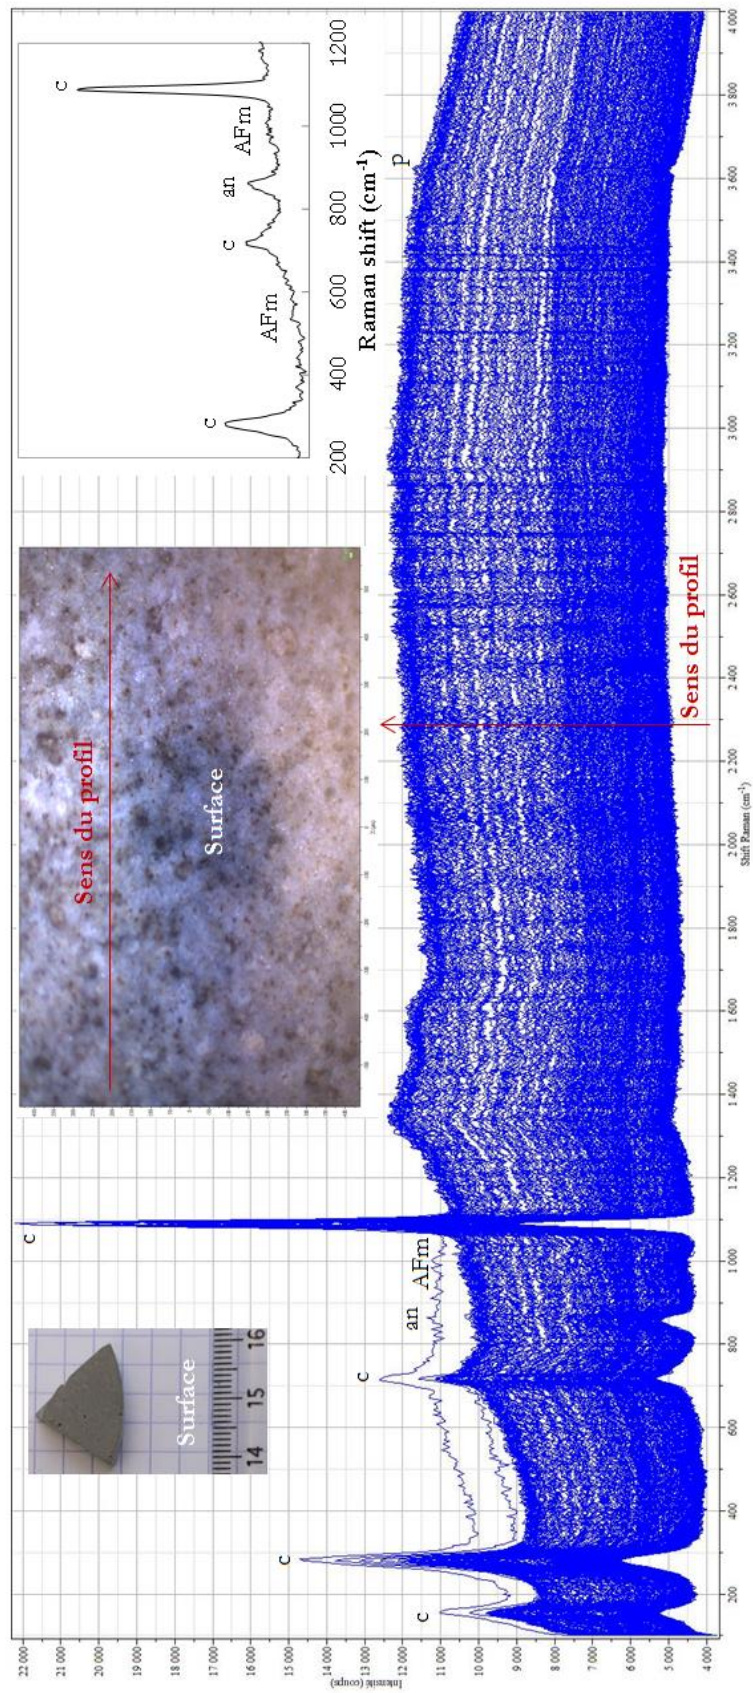 22 000
21 000
20 000
19 000
18 000
17 000
16 000
15 000
14 000
13 000
12 000
11 000
10 000
9 000
8 000
7 000
6 000
5 000
4 000
Intensité (coups)
Surface
14 15 16
Sens du profil
Surface
c
c
an
c
AFm
AFm
200 400 600 800 1000 1200
Raman shift (cm⁻¹)
c
c
c
an
AFm
c
p
Sens du profil
200 400 600 800 1 000 1 200 1 400 1 600 1 800 2 000 2 200 2 400 2 600 2 800 3 000 3 200 3 400 3 600 3 800 4 000
Shift Raman (cm⁻¹)